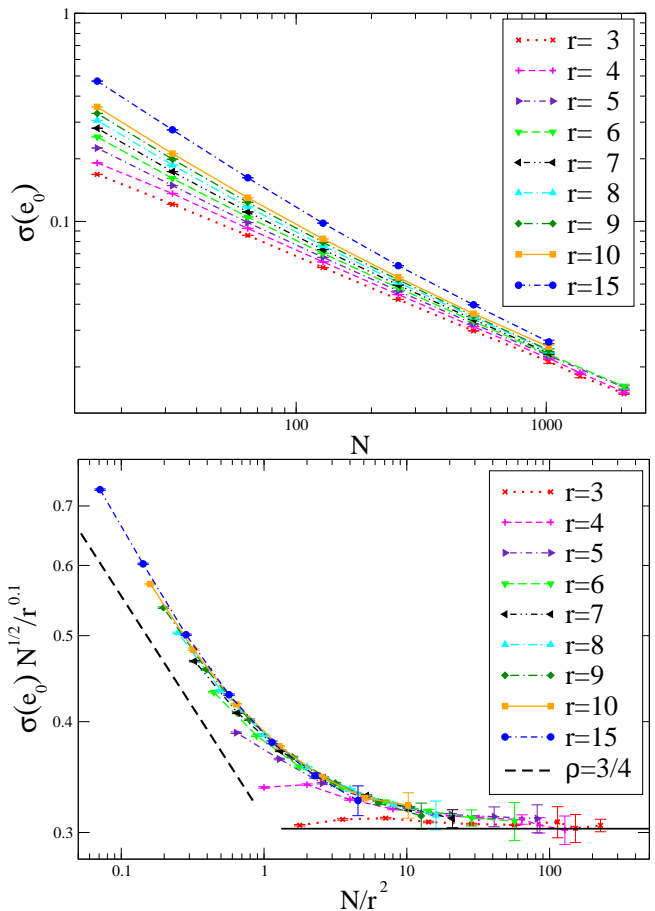 1
0.1
σ(e₀)
100
1000
N
r= 3
r= 4
r= 5
r= 6
r= 7
r= 8
r= 9
r=10
r=15
0.7
0.6
0.5
0.4
0.3
σ(e₀) N^1/2/r^0.1
0.1
1
10
100
N/r²
r=3
r=4
r=5
r=6
r=7
r=8
r=9
r=10
r=15
ρ=3/4